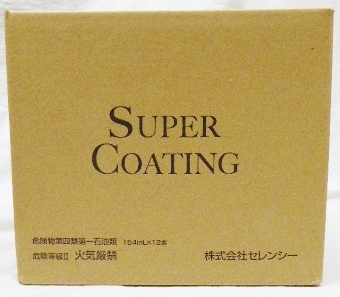 SUPER
COATING
危険物第四類第一石油類 154mL×12本
危険等級Ⅱ 火気厳禁 株式会社セレンシー